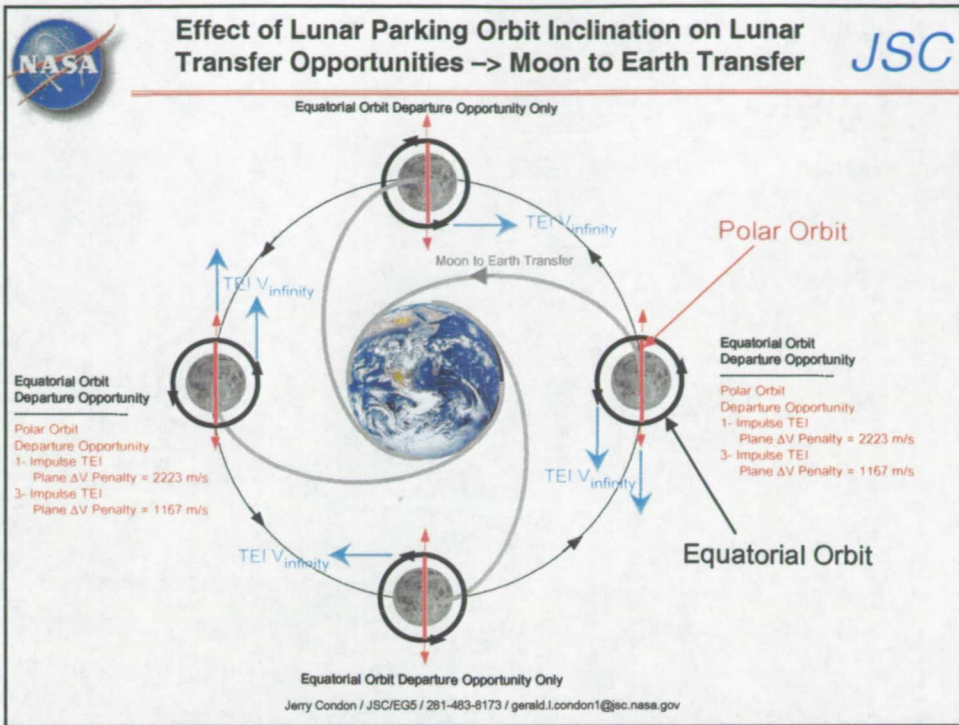 NASA
Effect of Lunar Parking Orbit Inclination on Lunar
Transfer Opportunities –> Moon to Earth Transfer
JSC
Equatorial Orbit Departure Opportunity Only
TEI Vinfinity
Polar Orbit
Moon to Earth Transfer
TEI Vinfinity
Equatorial Orbit
Departure Opportunity
Polar Orbit
Departure Opportunity
1- Impulse TEI
Plane ΔV Penalty = 2223 m/s
3- Impulse TEI
Plane ΔV Penalty = 1167 m/s
Equatorial Orbit
Departure Opportunity
Polar Orbit
Departure Opportunity
1- Impulse TEI
Plane ΔV Penalty = 2223 m/s
3- Impulse TEI
Plane ΔV Penalty = 1167 m/s
TEI Vinfinity
TEI Vinfinity
Equatorial Orbit
Equatorial Orbit Departure Opportunity Only
Jerry Condon / JSC/EG5 / 281-483-8173 / gerald.l.condon1@jsc.nasa.gov